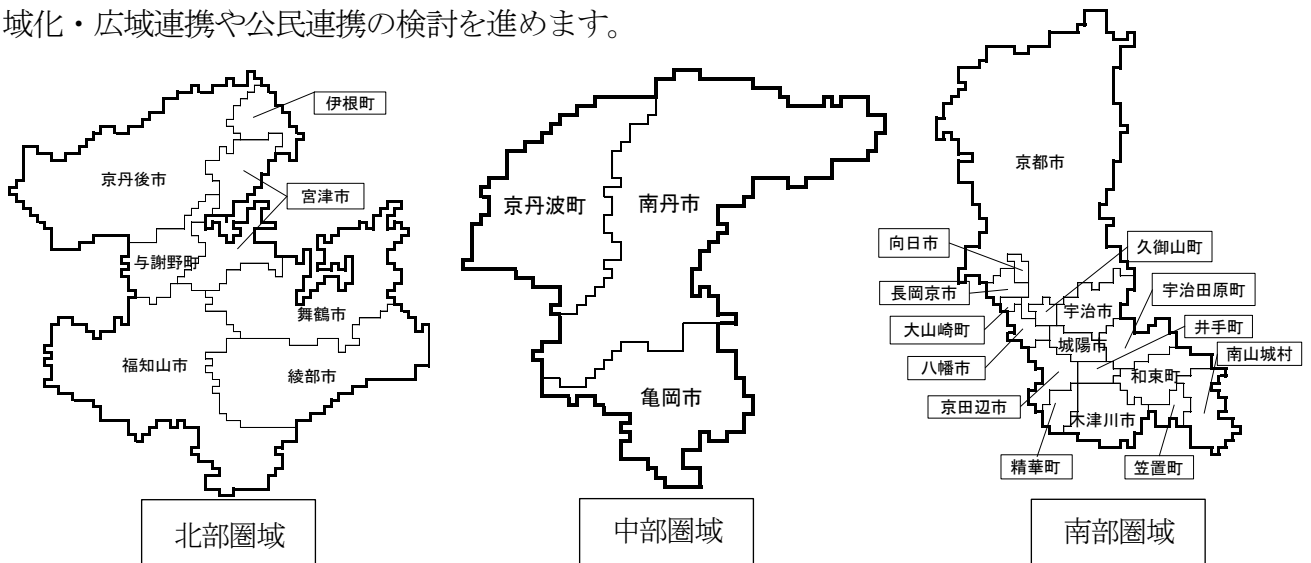 域化・広域連携や公民連携の検討を進めます。
伊根町
京丹後市
宮津市
与謝野町
舞鶴市
福知山市
綾部市
北部圏域
京丹波町
南丹市
亀岡市
中部圏域
京都市
向日市
久御山町
長岡京市
宇治田原町
宇治市
大山崎町
井手町
城陽市
南山城村
八幡市
和束町
京田辺市
木津川市
精華町
笠置町
南部圏域